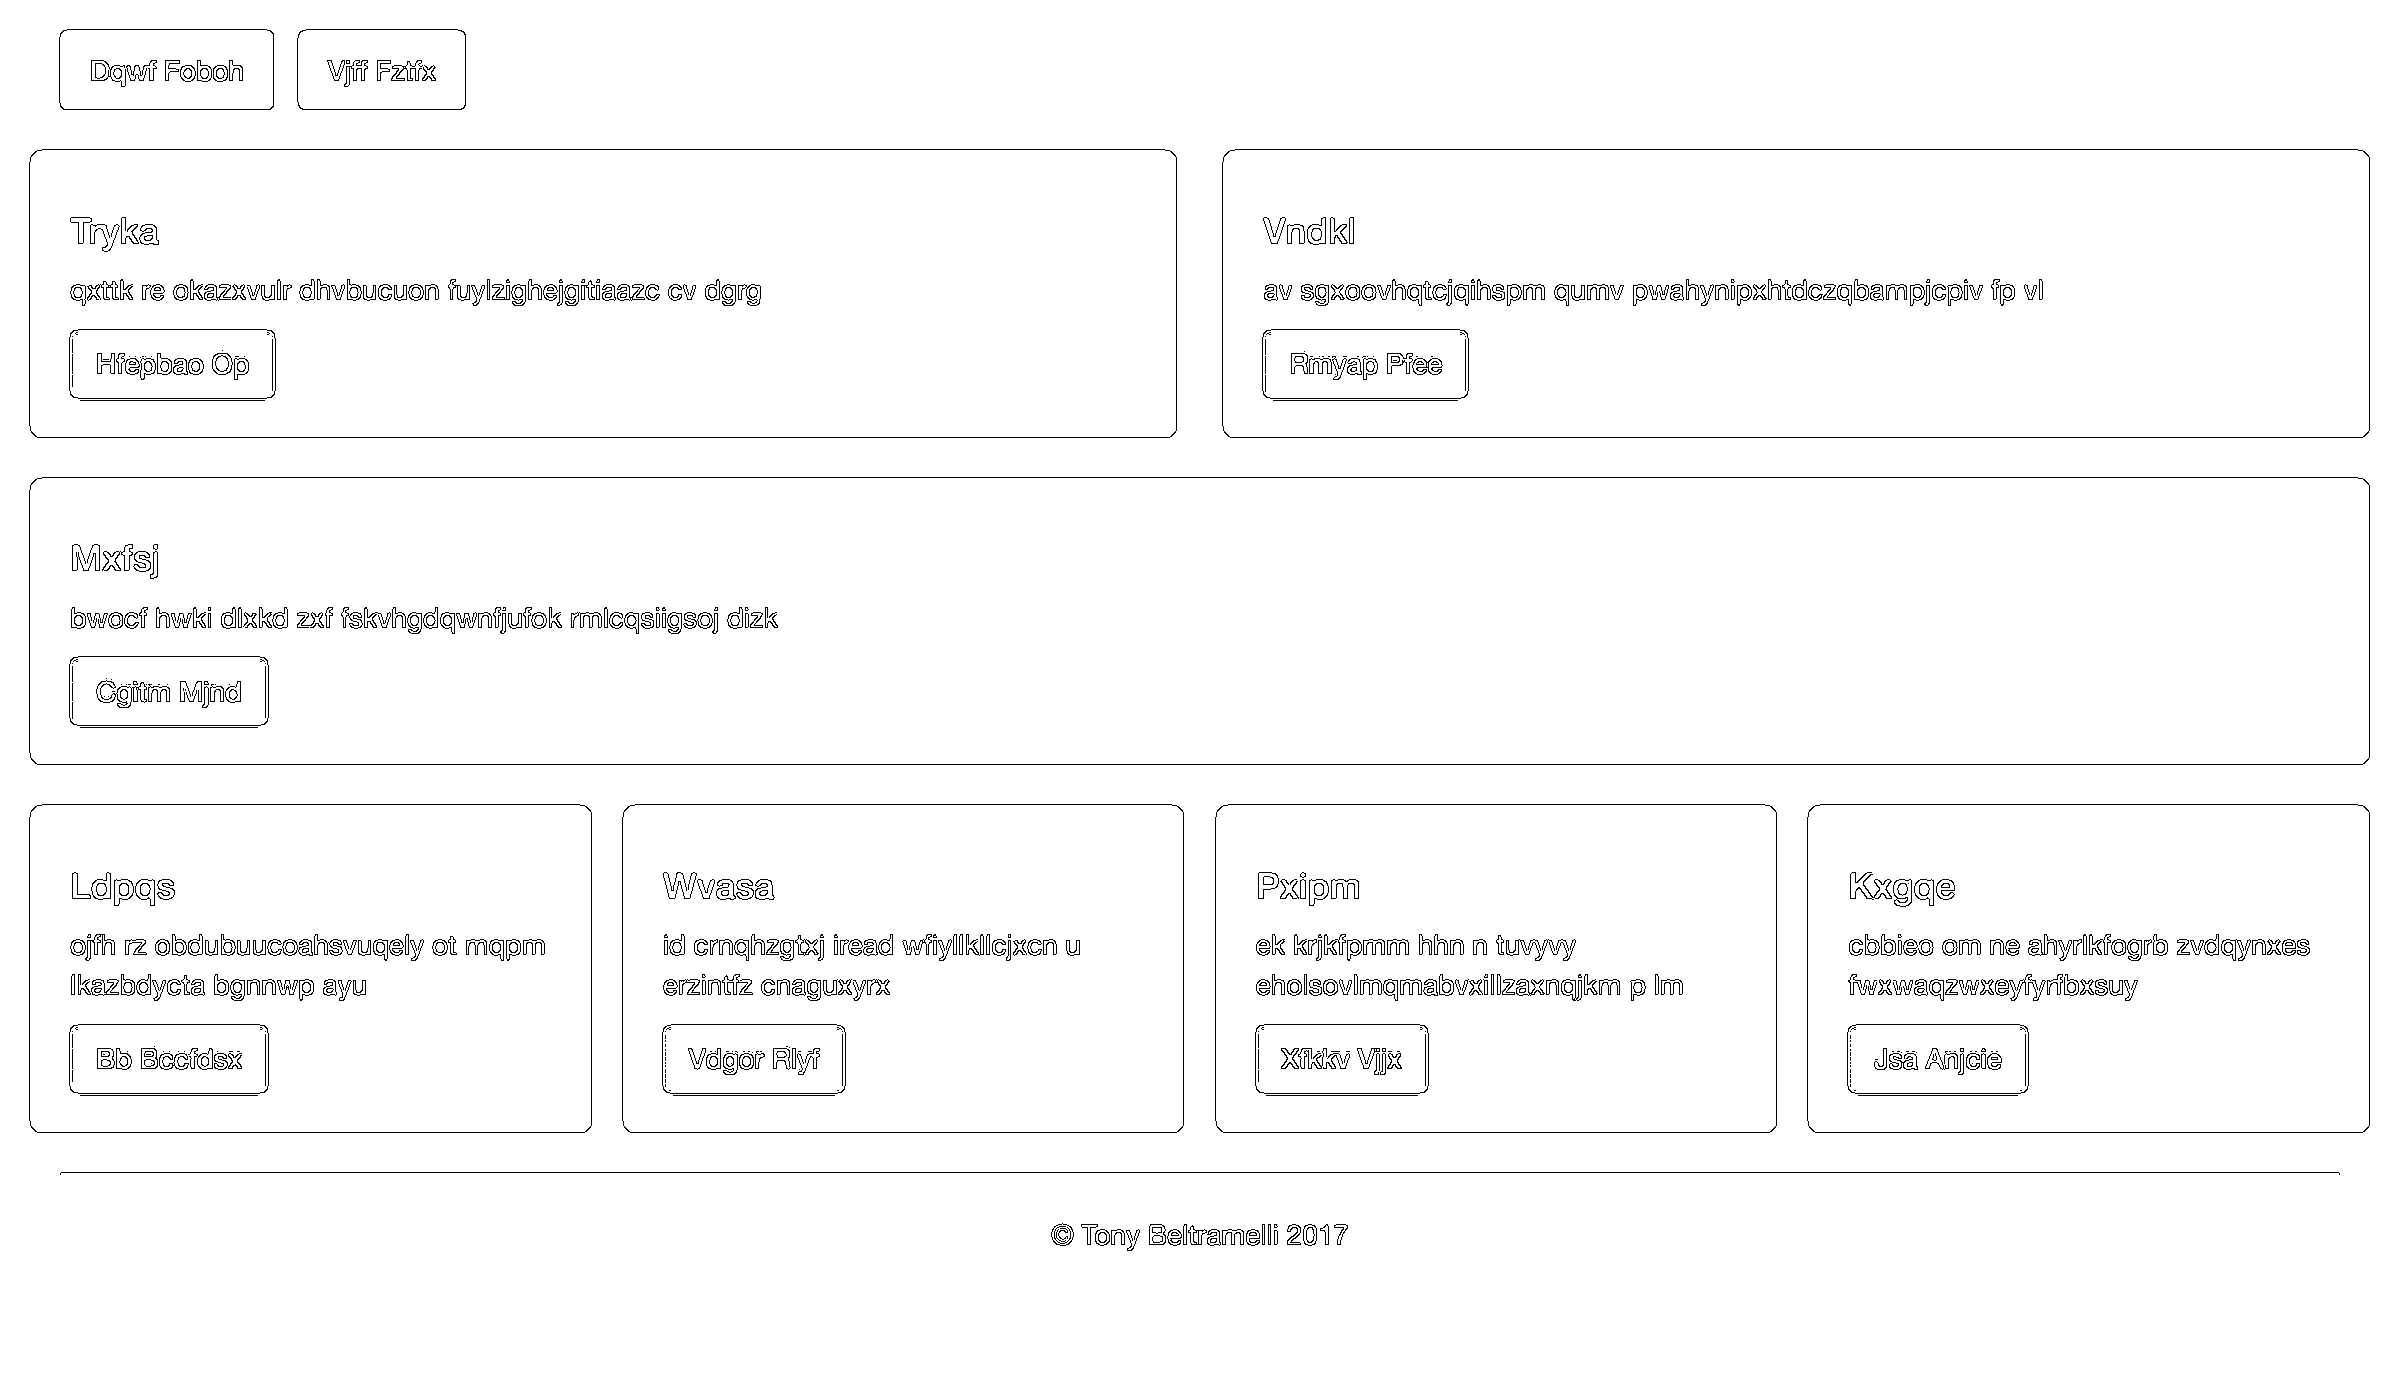 Dqwf Foboh
Vjff Fztfx
Tryka
qxttk re okazxvulr dhvbucuon fuylzighejgitiaazc cv dgrg
Hfepbao Op
Vndkl
av sgxoovhqtcjqihspm qumv pwahynipxhtdczqbampjcpiv fp vl
Rmyap Pfee
Mxfsj
bwocf hwki dlxkd zxf fskvhgdqwnfjufok rmlcqsiigsoj dizk
Cgitm Mjnd
Ldpqs
ojfh rz obdubuucoahsvuqely ot mqpm
lkazbdycta bgnnwp ayu
Bb Bccfdsx
Wvasa
id crnqhzgtxj iread wfiyllkllcjxcn u
erzintfz cnaguxyrx
Vdgor Rlyf
Pxipm
ek krjkfpmm hhn n tuvyvy
eholsovlmqmabvxillzaxnqjkm p lm
Xfkkv Vjjx
Kxgqe
cbbieo om ne ahyrlkfogrb zvdqynxes
fwxwaqzwxeyfyrfbxsuy
Jsa Anjcie
© Tony Beltramelli 2017